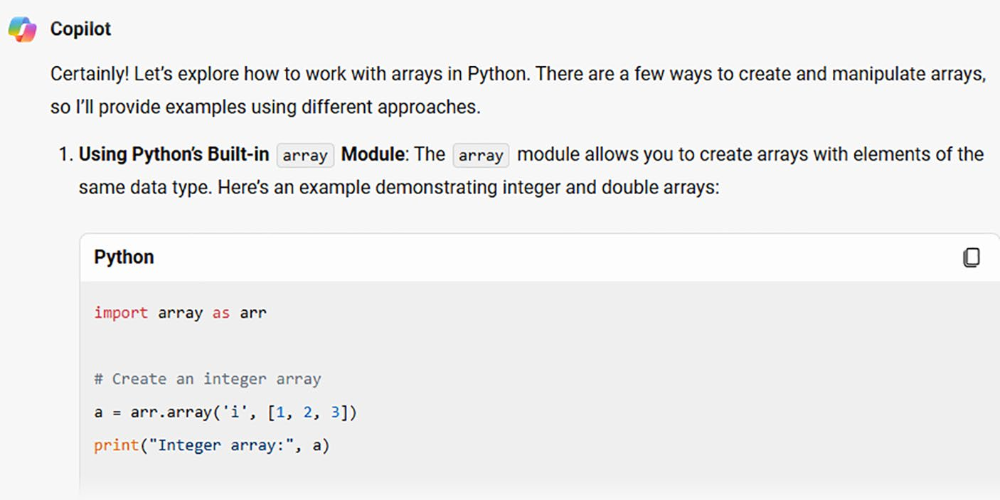 Copilot
Certainly! Let’s explore how to work with arrays in Python. There are a few ways to create and manipulate arrays,
so I’ll provide examples using different approaches.
1. Using Python’s Built-in array Module: The array module allows you to create arrays with elements of the
same data type. Here’s an example demonstrating integer and double arrays:
Python
import array as arr
# Create an integer array
a = arr.array('i', [1, 2, 3])
print("Integer array:", a)